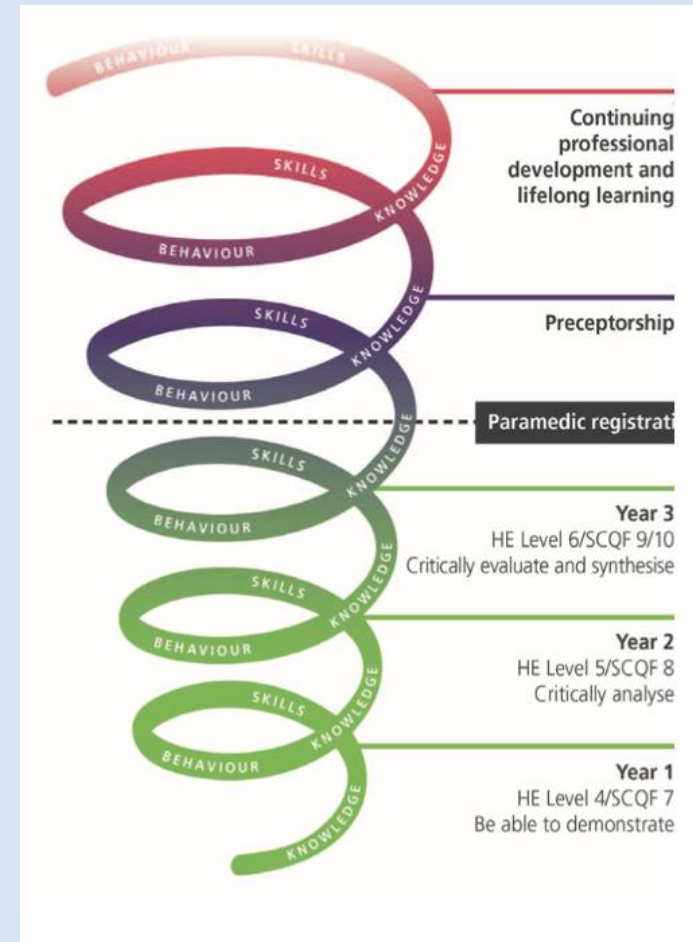 BEHAVIOUR
SKILLS
Continuing
professional
development and
lifelong learning
KNOWLEDGE
SKILLS
BEHAVIOUR
Preceptorship
KNOWLEDGE
SKILLS
BEHAVIOUR
Paramedic registrati
KNOWLEDGE
SKILLS
BEHAVIOUR
Year 3
HE Level 6/SCQF 9/10
Critically evaluate and synthesise
KNOWLEDGE
SKILLS
BEHAVIOUR
Year 2
HE Level 5/SCQF 8
Critically analyse
KNOWLEDGE
SKILLS
BEHAVIOUR
Year 1
HE Level 4/SCQF 7
Be able to demonstrate
KNOWLEDGE